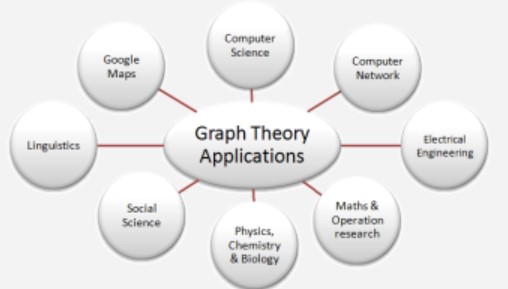 Computer
Science
Google
Maps
Computer
Network
Graph Theory
Applications
Linguistics
Electrical
Engineering
Social
Science
Maths &
Operation
research
Physics,
Chemistry
& Biology